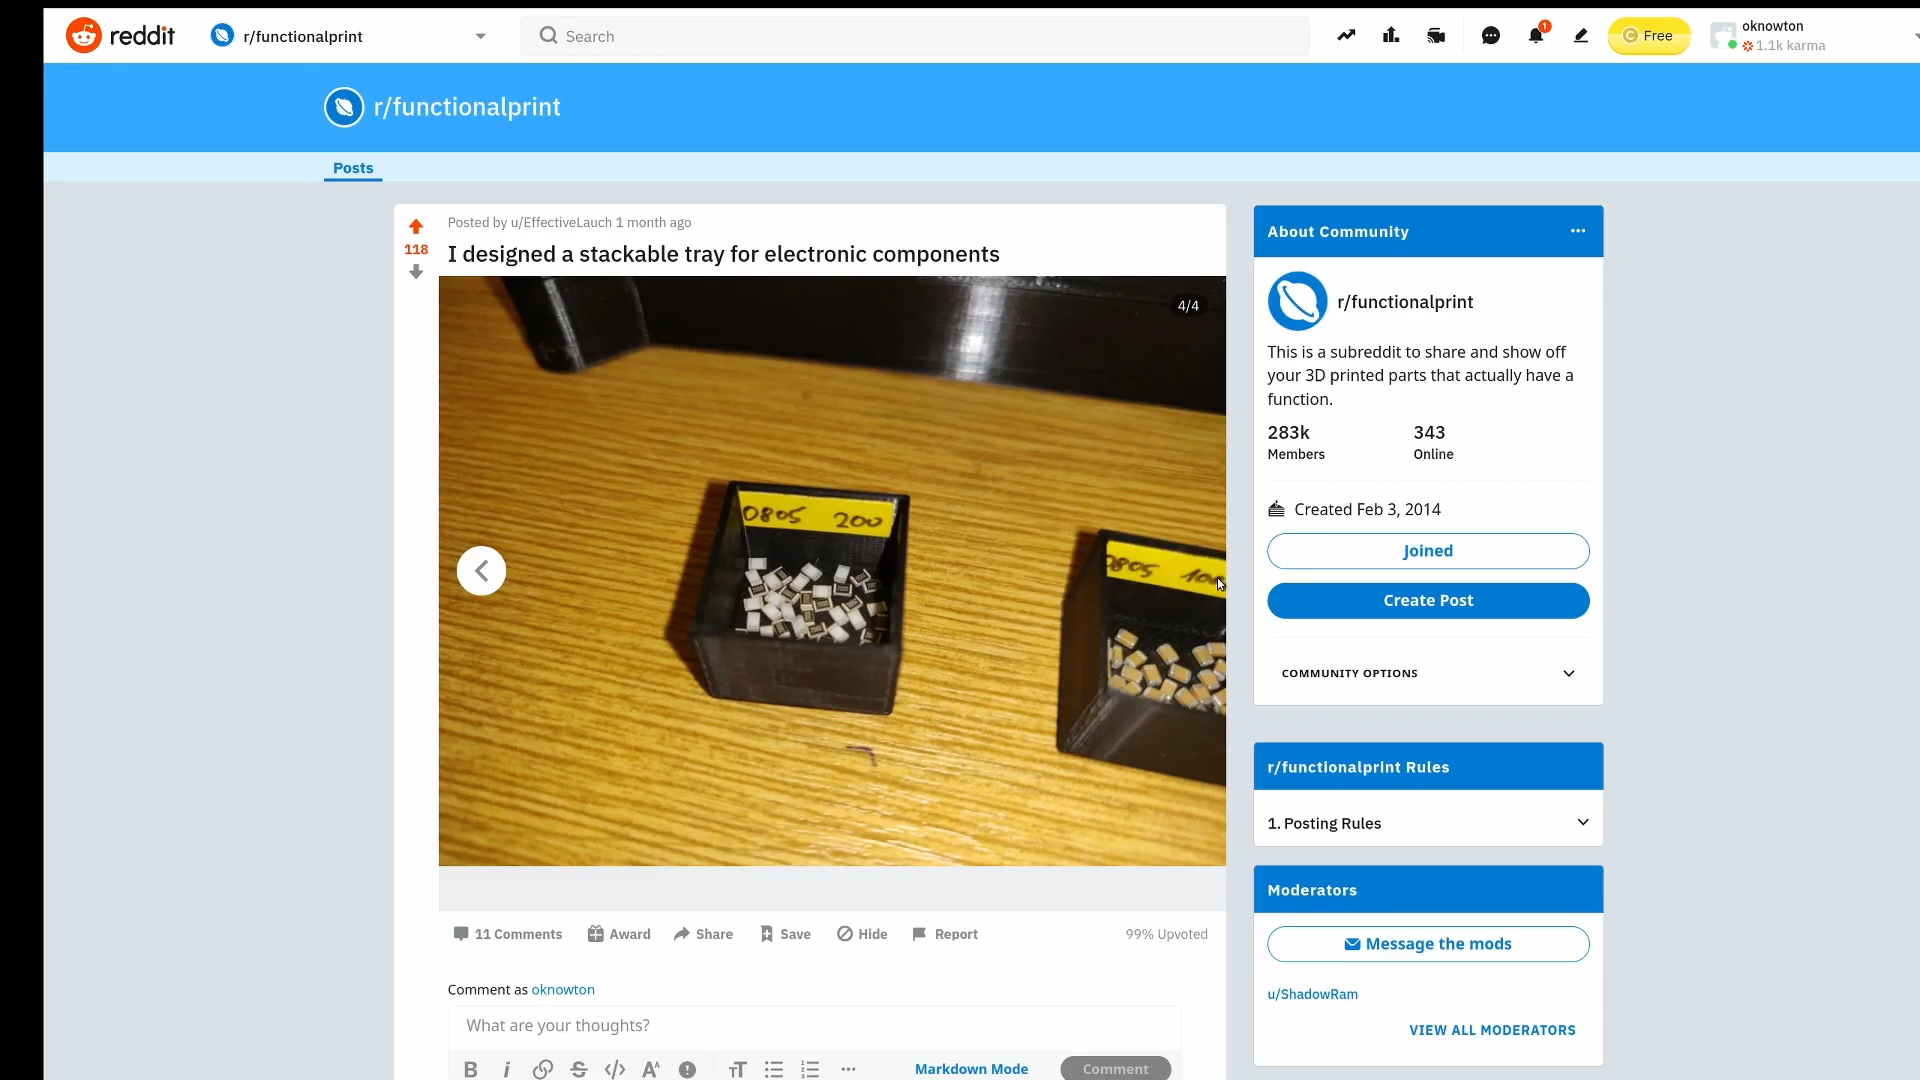 reddit
r/functionalprint
Search
1
Free
oknowton
1.1k karma
r/functionalprint
Posts
Posted by u/EffectiveLauch 1 month ago
118
I designed a stackable tray for electronic components
4/4
0805 200
0805
11 Comments
Award
Share
Save
Hide
Report
99% Upvoted
Comment as oknowton
What are your thoughts?
Markdown Mode
Comment
About Community
r/functionalprint
This is a subreddit to share and show off
your 3D printed parts that actually have a
function.
283k
Members
343
Online
Created Feb 3, 2014
Joined
Create Post
COMMUNITY OPTIONS
r/functionalprint Rules
1. Posting Rules
Moderators
Message the mods
u/ShadowRam
VIEW ALL MODERATORS